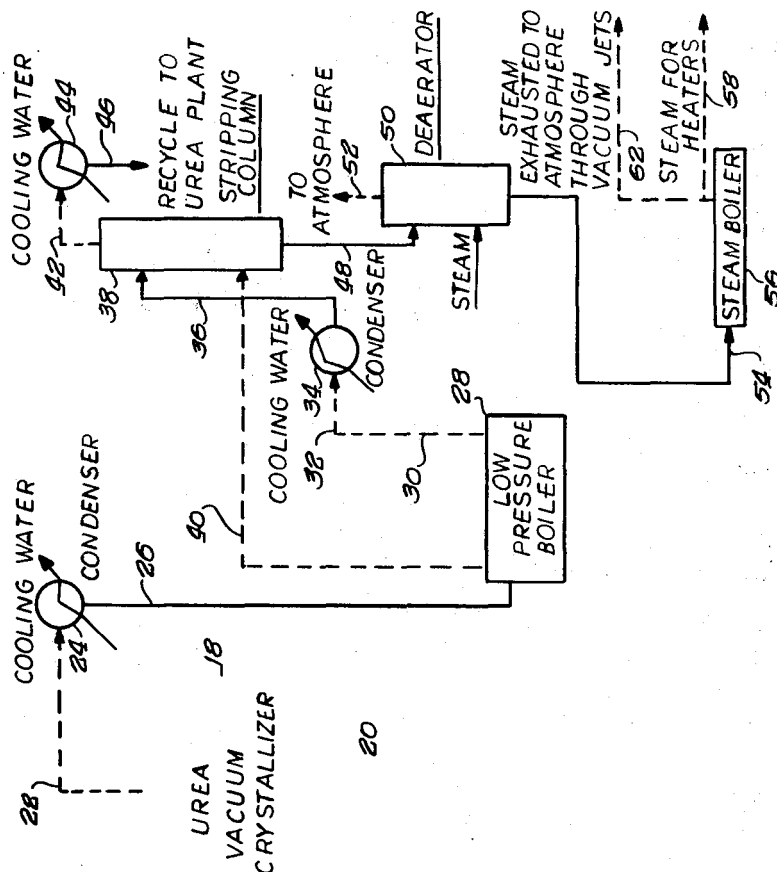 COOLING WATER
28
24
CONDENSER
26
18
UREA
VACUUM
CRYSTALLIZER
20
COOLING WATER
42
44
46
38
RECYCLE TO
UREA PLANT
STRIPPING
COLUMN
40
36
COOLING WATER
32
34
CONDENSER
30
28
LOW
PRESSURE
BOILER
48
TO
ATMOSPHERE
52
50
DEAERATOR
STEAM
STEAM
EXHAUSTED TO
ATMOSPHERE
THROUGH
VACUUM JETS
62
STEAM FOR
HEATERS
58
54
STEAM BOILER
56